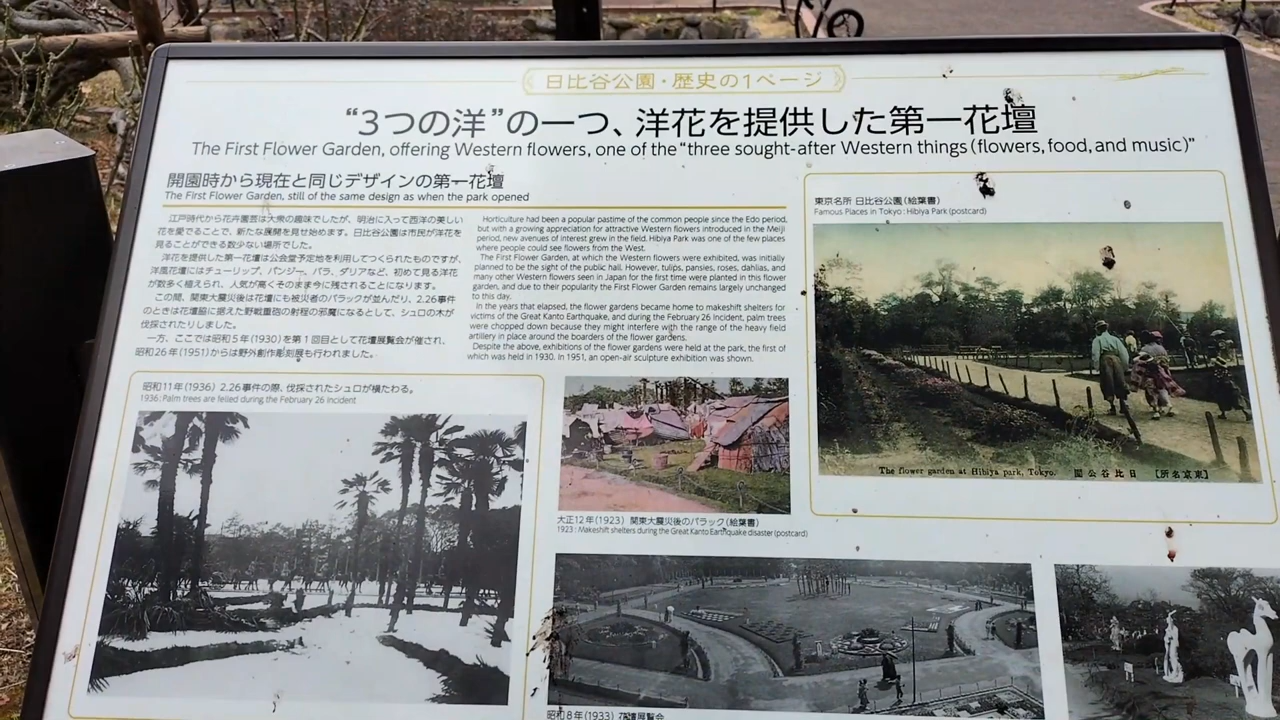 日比谷公園・歴史の1ページ
“3つの洋”の一つ、洋花を提供した第一花壇
The First Flower Garden, offering Western flowers, one of the “three sought-after Western things (flowers, food, and music)”
開園時から現在と同じデザインの第一花壇
The First Flower Garden, still of the same design as when the park opened
江戸時代から花卉園芸は大衆の趣味でしたが、明治に入って西洋の美しい
花を愛でることで、新たな展開を見せ始めます。日比谷公園は市民が洋花を
見ることができる数少ない場所でした。
洋花を提供した第一花壇は公会堂予定地を利用してつくられたものですが、
洋風花壇にはチューリップ、パンジー、バラ、ダリアなど、初めて見る洋花
が数多く植えられ、人気が高くそのまま今に残されることになります。
この間、関東大震災後は花壇にも被災者のバラックが並んだり、2.26事件
のときは花壇脇に据えた野戦重砲の射程の邪魔になるとして、シュロの木が
伐採されたりしました。
一方、ここでは昭和5年(1930)を第1回目として花壇展覧会が催され、
昭和26年(1951)からは野外創作彫刻展も行われました。
Horticulture had been a popular pastime of the common people since the Edo period,
but with a growing appreciation for attractive Western flowers introduced in the Meiji
period, new avenues of interest grew in the field. Hibiya Park was one of the few places
where people could see flowers from the West.
The First Flower Garden, at which the Western flowers were exhibited, was initially
planned to be the sight of the public hall. However, tulips, pansies, roses, dahlias, and
many other Western flowers seen in Japan for the first time were planted in this flower
garden, and due to their popularity the First Flower Garden remains largely unchanged
to this day.
In the years that elapsed, the flower gardens became home to makeshift shelters for
victims of the Great Kanto Earthquake, and during the February 26 incident, palm trees
were chopped down because they might interfere with the range of the heavy field
artillery in place around the boarders of the flower garden.
Despite the above, exhibitions of the flower gardens were held at the park, the first of
which was held in 1930. In 1951, an open-air sculpture exhibition was shown.
東京名所 日比谷公園(絵葉書)
Famous Places in Tokyo : Hibiya Park (postcard)
The flower garden at Hibiya park, Tokyo. 園公谷比日 【所名京東】
昭和11年(1936) 2.26事件の際、伐採されたシュロが横たわる。
1936: Palm trees are felled during the February 26 incident
大正12年(1923) 関東大震災後のバラック(絵葉書)
1923 : Makeshift shelters during the Great Kanto Earthquake disaster (postcard)
昭和8年(1933) 花壇展覧会